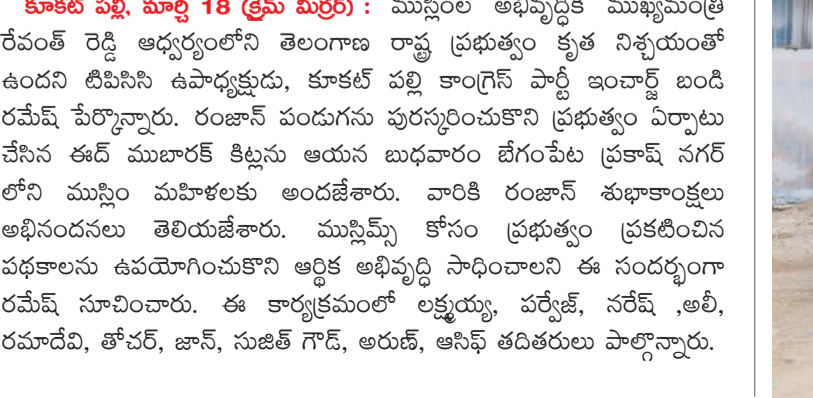 కూకట్ పల్లి, మార్చి 18 (క్రైమ్ మిర్రర్) : ముస్లింల అభివృద్ధికి ముఖ్యమంత్రి
రేవంత్ రెడ్డి ఆధ్వర్యంలోని తెలంగాణ రాష్ట్ర ప్రభుత్వం కృత నిశ్చయంతో
ఉందని టిపిసిసి ఉపాధ్యక్షుడు, కూకట్ పల్లి కాంగ్రెస్ పార్టీ ఇంచార్జ్ బండి
రమేష్ పేర్కొన్నారు. రంజాన్ పండుగను పురస్కరించుకొని ప్రభుత్వం ఏర్పాటు
చేసిన ఈద్ ముబారక్ కిట్లను ఆయన బుధవారం బేగంపేట ప్రకాష్ నగర్
లోని ముస్లిం మహిళలకు అందజేశారు. వారికి రంజాన్ శుభాకాంక్షలు
అభినందనలు తెలియజేశారు. ముస్లిమ్స్ కోసం ప్రభుత్వం ప్రకటించిన
పథకాలను ఉపయోగించుకొని ఆర్థిక అభివృద్ధి సాధించాలని ఈ సందర్భంగా
రమేష్ సూచించారు. ఈ కార్యక్రమంలో లక్ష్మయ్య, పర్వేజ్, నరేష్ ,అలీ,
రమాదేవి, తోచర్, జాన్, సుజిత్ గౌడ్, అరుణ్, ఆసిఫ్ తదితరులు పాల్గొన్నారు.